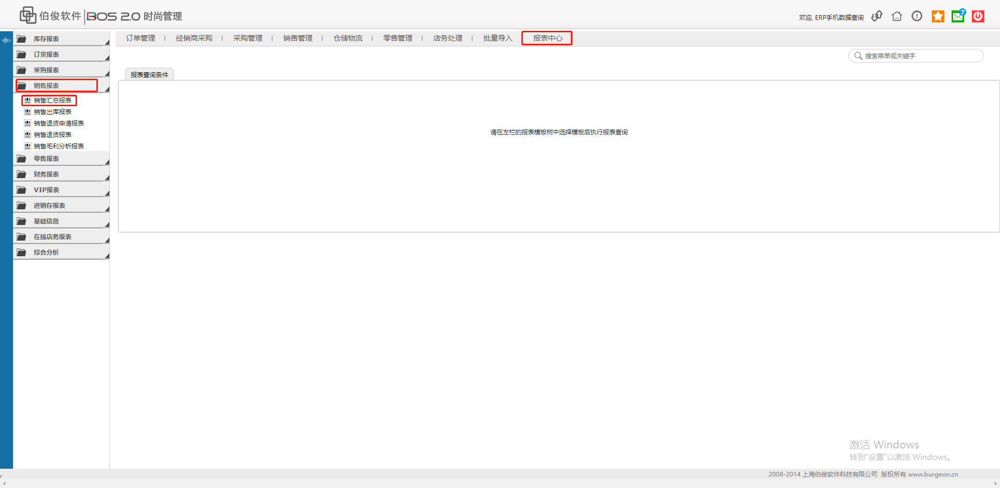 伯俊软件 BOS 2.0 时尚管理
欢迎, ERP手机数据查询
7
订单管理 经销商采购 采购管理 销售管理 仓储物流 零售管理 店务处理 批量导入 报表中心
搜索菜单或关键字
库存报表
订货报表
采购报表
销售报表
销售汇总报表
销售出库报表
销售退货申请报表
销售退货报表
销售毛利分析报表
零售报表
财务报表
VIP报表
进销存报表
基础信息
在线店务报表
综合分析
报表查询条件
请在左栏的报表模板树中选择模板后执行报表查询
激活 Windows
转到“设置”以激活 Windows。
2008-2014 上海伯俊软件科技有限公司 版权所有 www.burgeon.cn